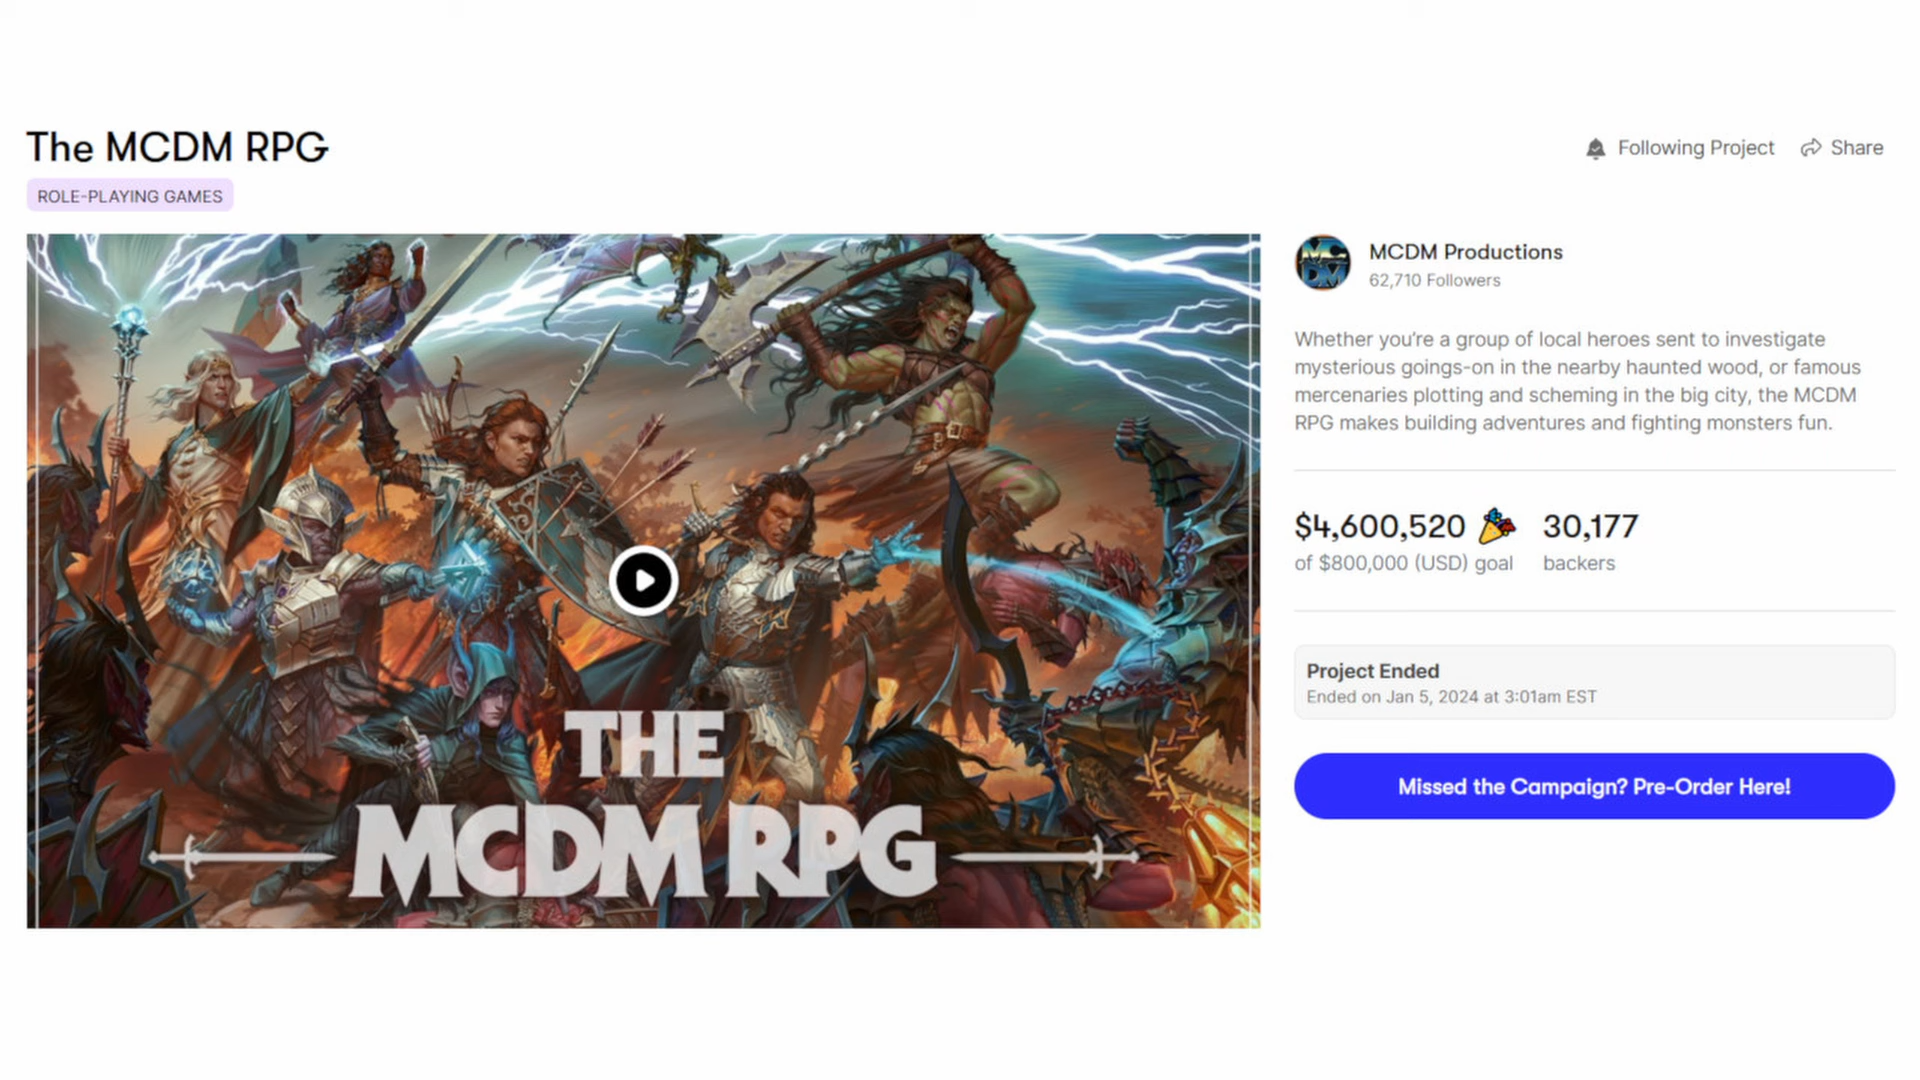 The MCDM RPG
Following Project
Share
ROLE-PLAYING GAMES
MC
DM
MCDM Productions
62,710 Followers
Whether you're a group of local heroes sent to investigate
mysterious goings-on in the nearby haunted wood, or famous
mercenaries plotting and scheming in the big city, the MCDM
RPG makes building adventures and fighting monsters fun.
$4,600,520
30,177
of $800,000 (USD) goal
backers
Project Ended
Ended on Jan 5, 2024 at 3:01am EST
Missed the Campaign? Pre-Order Here!
THE
MCDM RPG